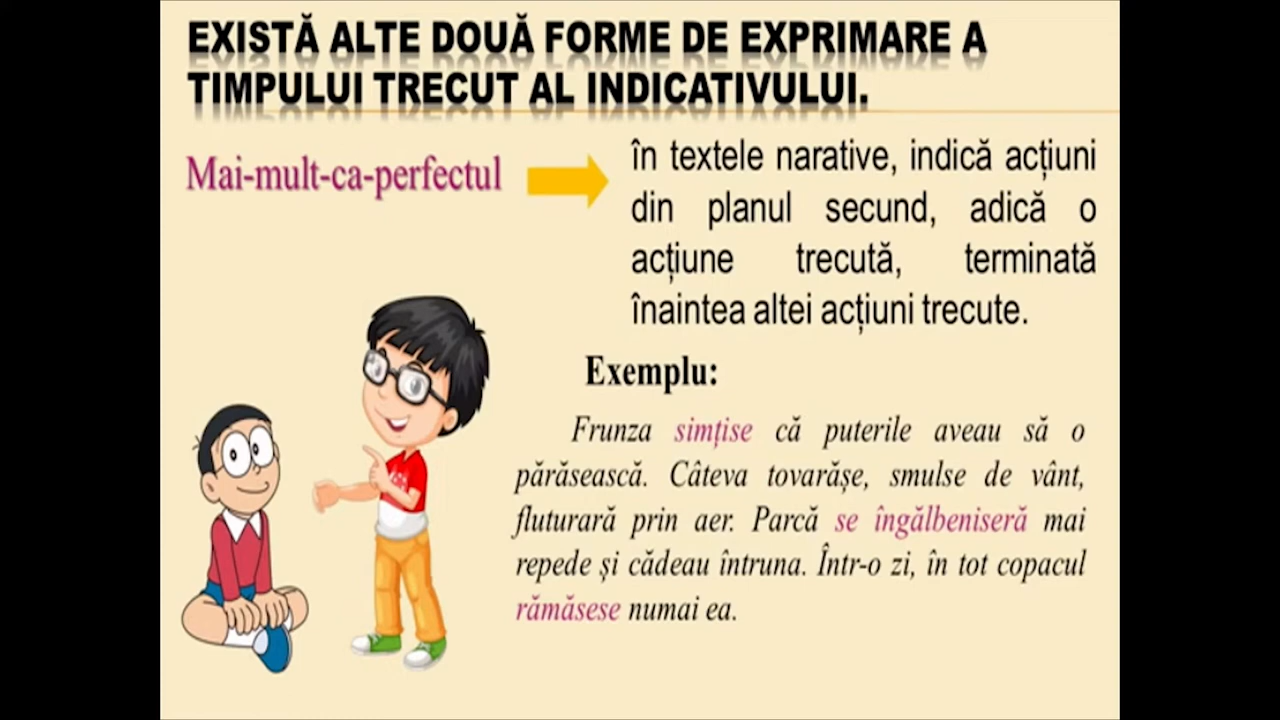 EXISTĂ ALTE DOUĂ FORME DE EXPRIMARE A
TIMPULUI TRECUT AL INDICATIVULUI.
Mai-mult-ca-perfectul
în textele narative, indică acțiuni
din planul secund, adică o
acțiune trecută, terminată
înaintea altei acțiuni trecute.
Exemplu:
Frunza simțise că puterile aveau să o
părăsească. Câteva tovarășe, smulse de vânt,
fluturară prin aer. Parcă se îngălbeniseră mai
repede și cădeau întruna. Într-o zi, în tot copacul
rămăsese numai ea.